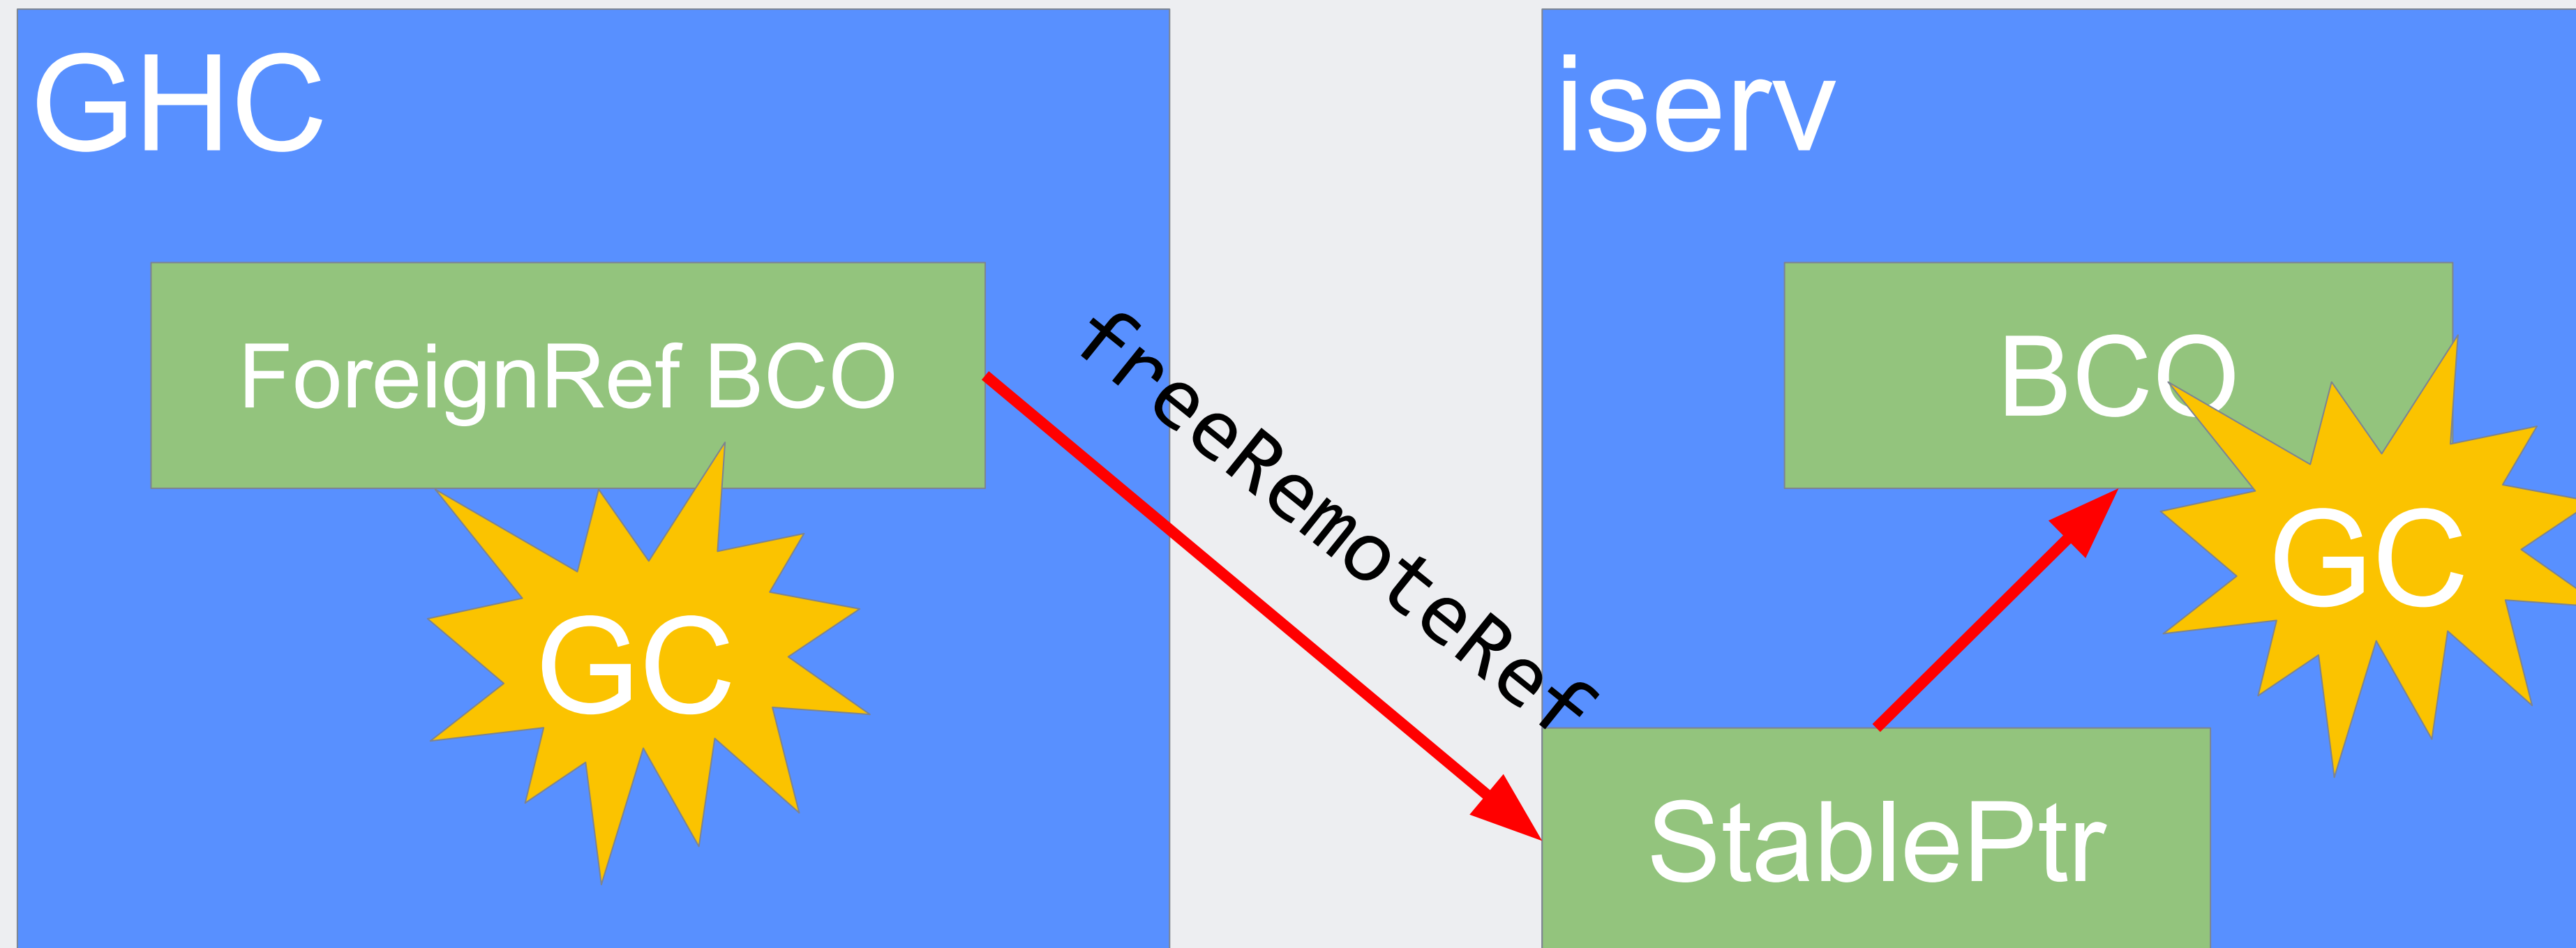 GHC
ForeignRef BCO
GC
freeRemoteRef
iserv
BCO
GC
StablePtr